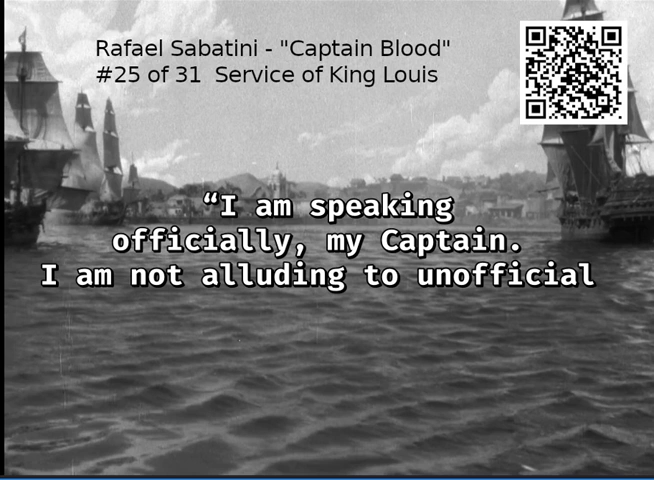 Rafael Sabatini - "Captain Blood"
#25 of 31  Service of King Louis
“I am speaking
officially, my Captain.
I am not alluding to unofficial